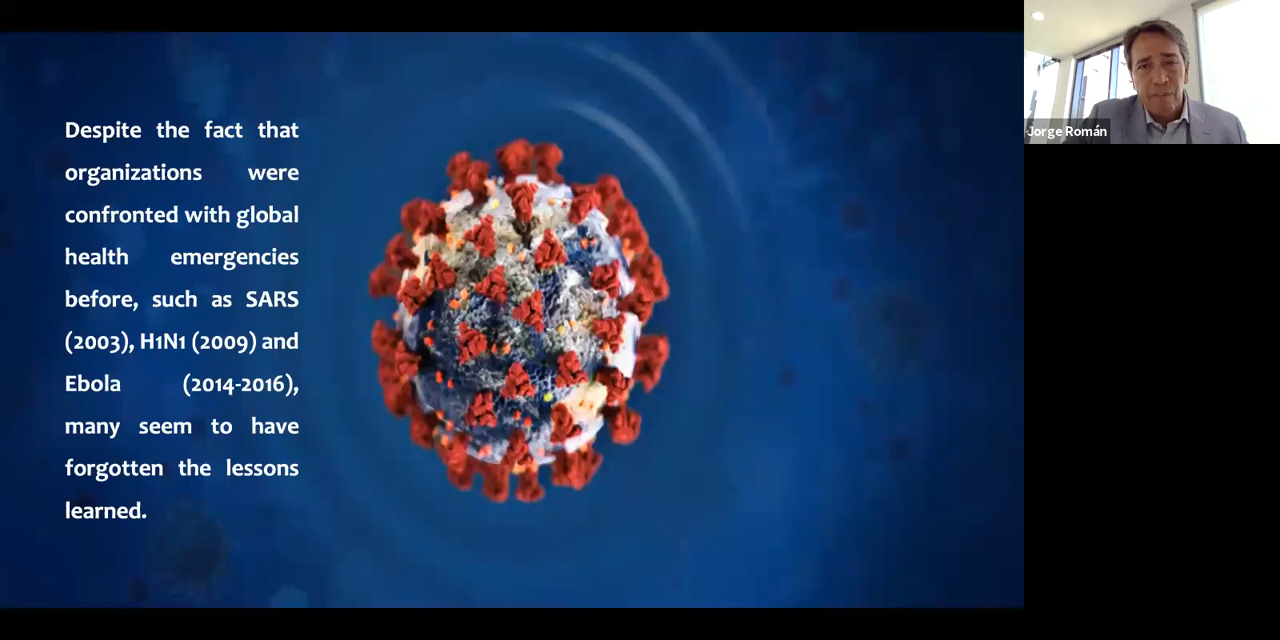 Despite the fact that
organizations were
confronted with global
health emergencies
before, such as SARS
(2003), H1N1 (2009) and
Ebola (2014-2016),
many seem to have
forgotten the lessons
learned.
Jorge Román